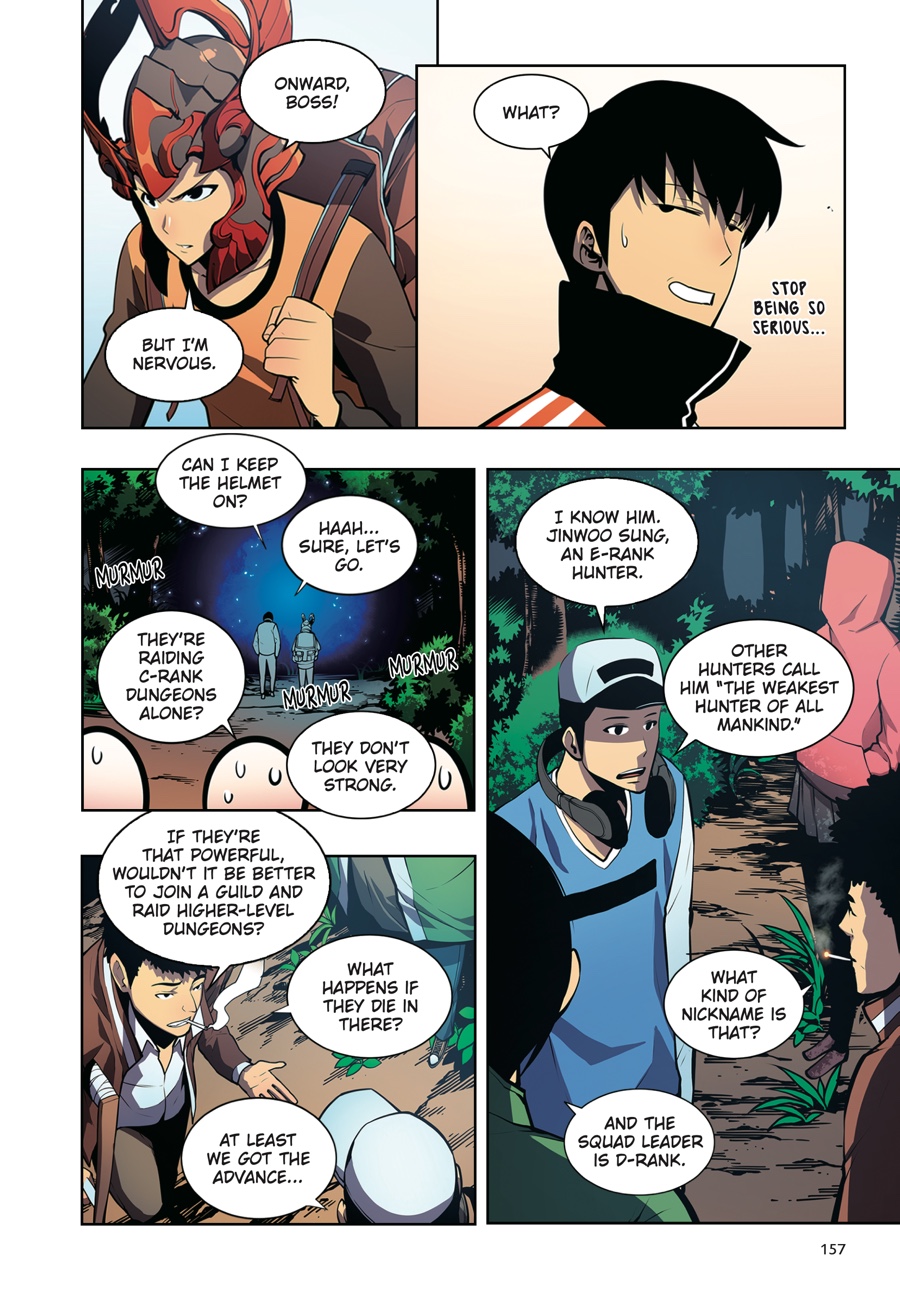 ONWARD,
BOSS!
BUT I'M
NERVOUS.
WHAT?
STOP
BEING SO
SERIOUS...
CAN I KEEP
THE HELMET
ON?
HAAH...
SURE, LET'S
GO.
MURMUR
THEY'RE
RAIDING
C-RANK
DUNGEONS
ALONE?
MURMUR
MURMUR
THEY DON'T
LOOK VERY
STRONG.
I KNOW HIM.
JINWOO SUNG,
AN E-RANK
HUNTER.
OTHER
HUNTERS CALL
HIM "THE WEAKEST
HUNTER OF ALL
MANKIND."
WHAT
KIND OF
NICKNAME IS
THAT?
AND THE
SQUAD LEADER
IS D-RANK.
IF THEY'RE
THAT POWERFUL,
WOULDN'T IT BE BETTER
TO JOIN A GUILD AND
RAID HIGHER-LEVEL
DUNGEONS?
WHAT
HAPPENS IF
THEY DIE IN
THERE?
AT LEAST
WE GOT THE
ADVANCE...
157